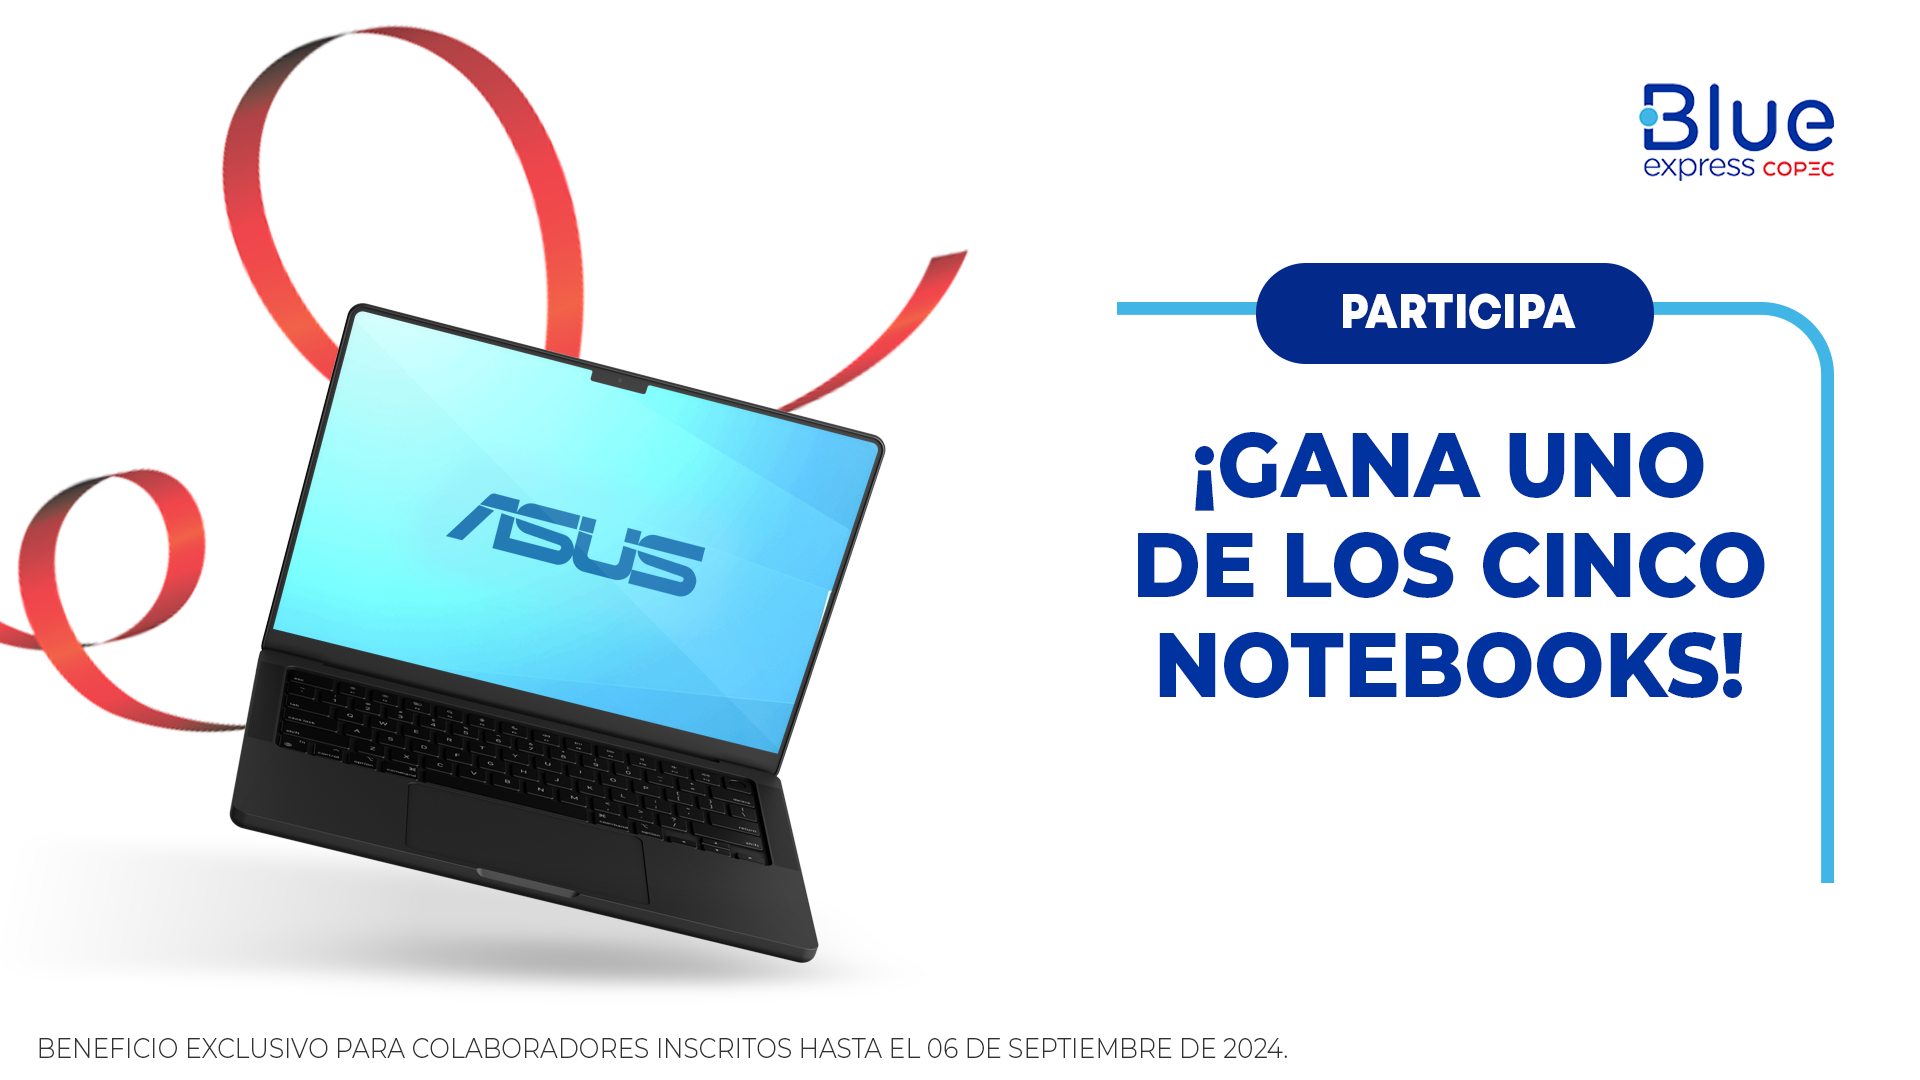 Blue
express COPEC
PARTICIPA
¡GANA UNO
DE LOS CINCO
NOTEBOOKS!
ASUS
BENEFICIO EXCLUSIVO PARA COLABORADORES INSCRITOS HASTA EL 06 DE SEPTIEMBRE DE 2024.